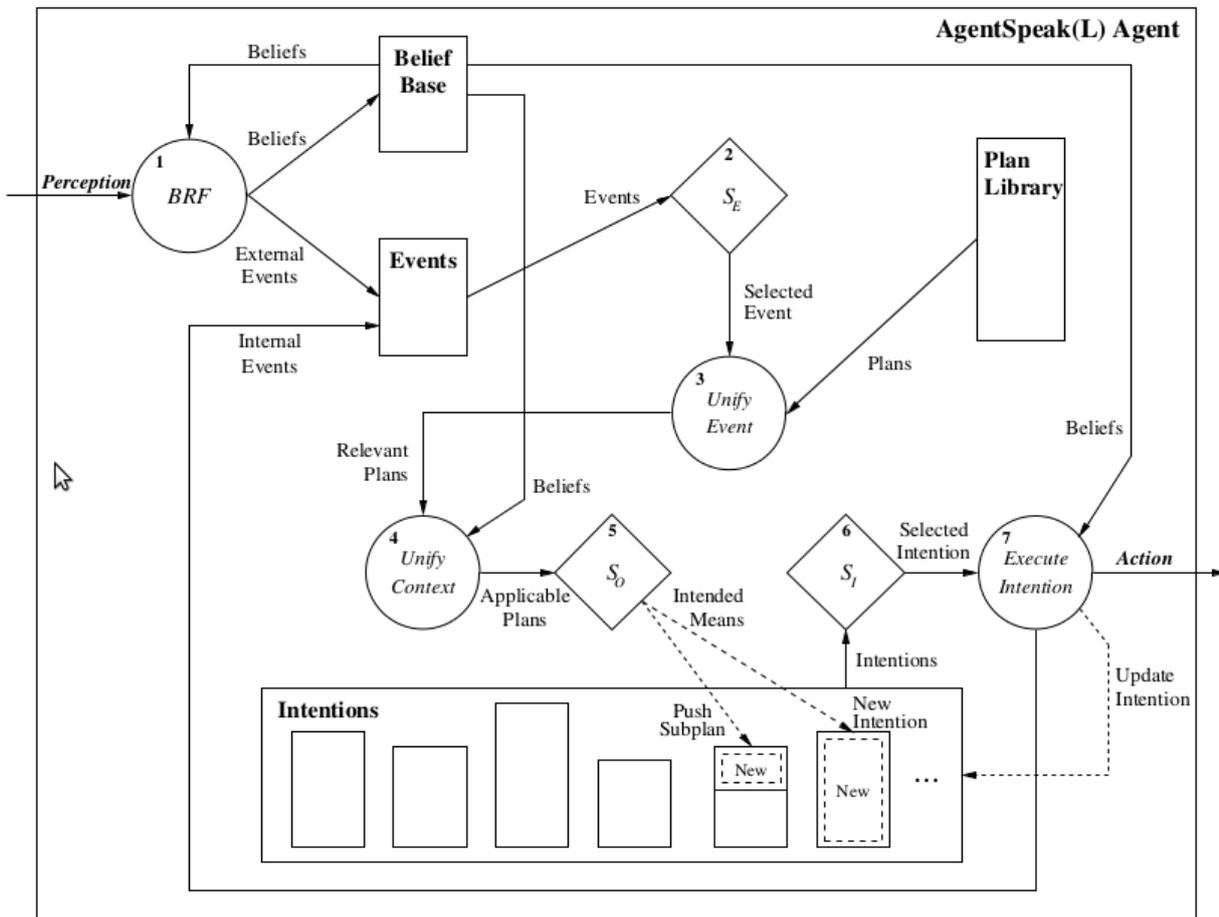 AgentSpeak(L) Agent
Beliefs
Belief
Base
Beliefs
1
BRF
Perception
2
S_E
Plan
Library
Events
External
Events
Events
Selected
Event
Internal
Events
Plans
3
Unify
Event
Beliefs
Relevant
Plans
Beliefs
4
Unify
Context
Applicable
Plans
5
S_O
Intended
Means
6
S_I
Selected
Intention
7
Execute
Intention
Action
Intentions
Update
Intention
Intentions
Push
Subplan
New
Intention
New
New
...